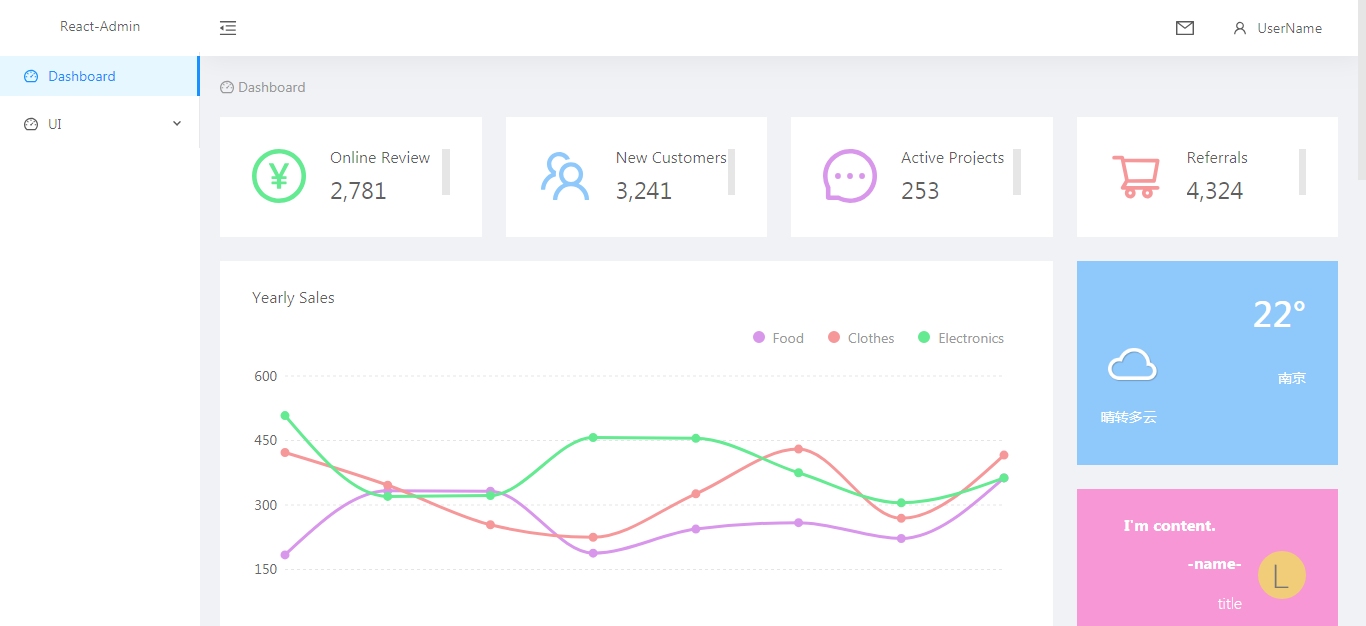 React-Admin
UserName
Dashboard
UI
Dashboard
¥
Online Review
2,781
New Customers
3,241
Active Projects
253
Referrals
4,324
Yearly Sales
Food
Clothes
Electronics
600
450
300
150
22°
南京
晴转多云
I'm content.
-name-
L
title